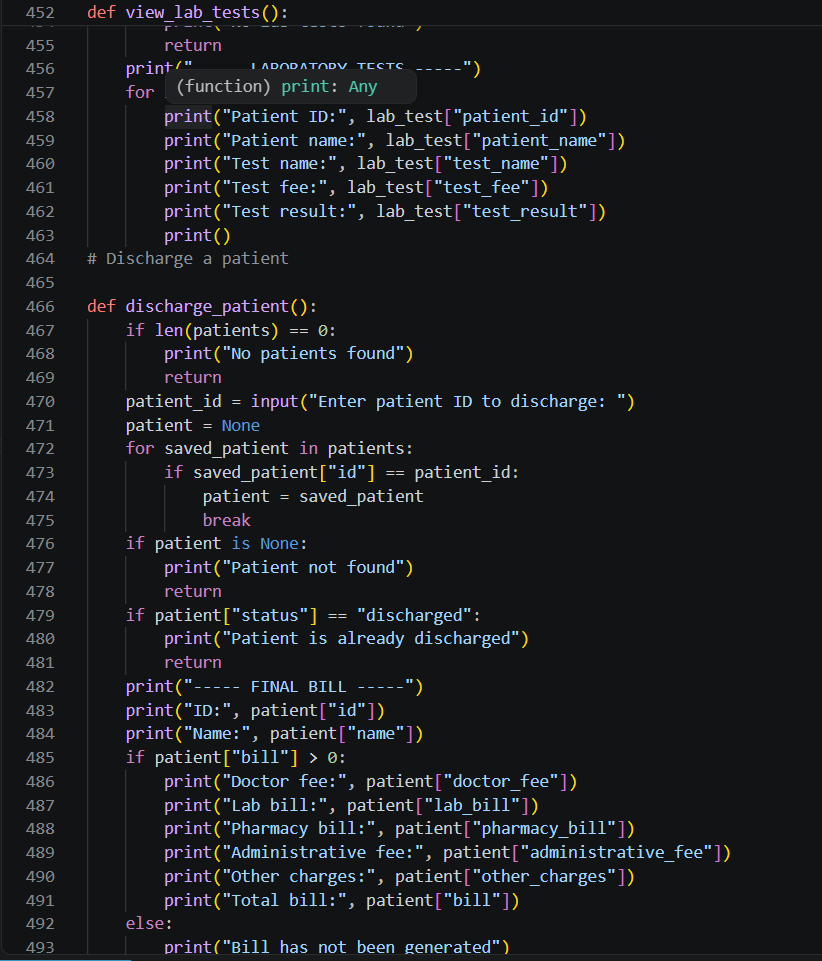 452 def view_lab_tests():
455 return
456 print("----- LABORATORY TESTS -----")
457 for
(function) print: Any
458 print("Patient ID:", lab_test["patient_id"])
459 print("Patient name:", lab_test["patient_name"])
460 print("Test name:", lab_test["test_name"])
461 print("Test fee:", lab_test["test_fee"])
462 print("Test result:", lab_test["test_result"])
463 print()
464 # Discharge a patient
465
466 def discharge_patient():
467 if len(patients) == 0:
468 print("No patients found")
469 return
470 patient_id = input("Enter patient ID to discharge: ")
471 patient = None
472 for saved_patient in patients:
473 if saved_patient["id"] == patient_id:
474 patient = saved_patient
475 break
476 if patient is None:
477 print("Patient not found")
478 return
479 if patient["status"] == "discharged":
480 print("Patient is already discharged")
481 return
482 print("----- FINAL BILL -----")
483 print("ID:", patient["id"])
484 print("Name:", patient["name"])
485 if patient["bill"] > 0:
486 print("Doctor fee:", patient["doctor_fee"])
487 print("Lab bill:", patient["lab_bill"])
488 print("Pharmacy bill:", patient["pharmacy_bill"])
489 print("Administrative fee:", patient["administrative_fee"])
490 print("Other charges:", patient["other_charges"])
491 print("Total bill:", patient["bill"])
492 else:
493 print("Bill has not been generated")